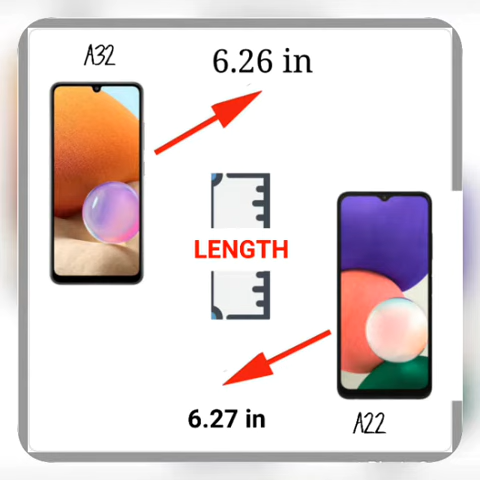 A32
6.26 in
LENGTH
6.27 in
A22